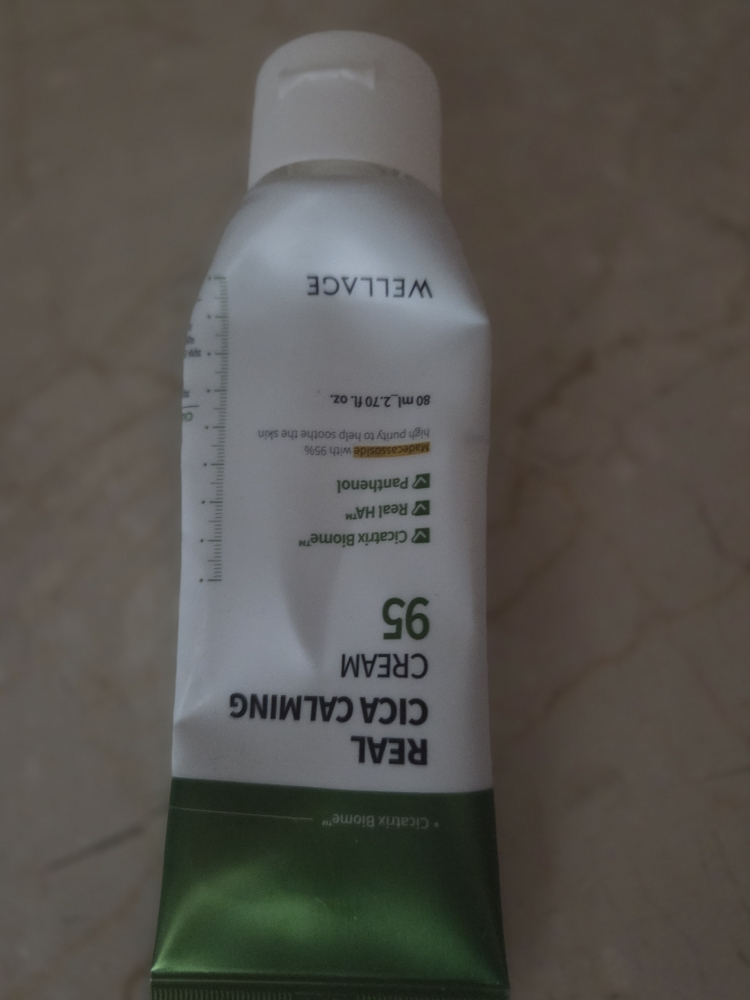 • Cicatrix Biome™
REAL
CICA CALMING
CREAM
95
Cicatrix Biome™
Real HA™
Panthenol
Madecassoside with 95%
high purity to help soothe the skin
80 ml_2.70 fl. oz.
WELLAGE